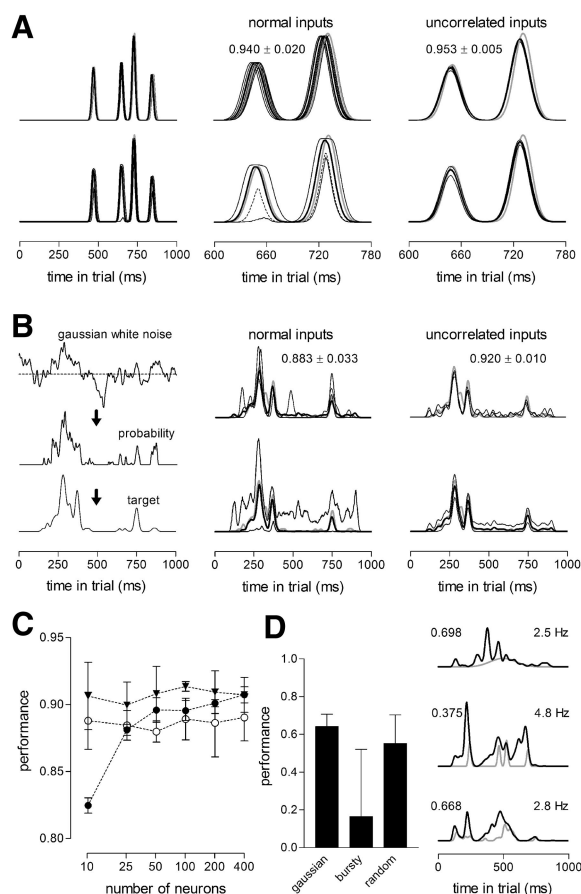 A
normal inputs
uncorrelated inputs
0.940 ± 0.020
0.953 ± 0.005
0 250 500 750 1000
600 660 720 780
600 660 720 780
time in trial (ms)
time in trial (ms)
time in trial (ms)
B
gaussian white noise
normal inputs
uncorrelated inputs
0.883 ± 0.033
0.920 ± 0.010
probability
target
0 250 500 750 1000
0 250 500 750 1000
0 250 500 750 1000
time in trial (ms)
time in trial (ms)
time in trial (ms)
C
performance
0.95
0.90
0.85
0.80
10 25 50 100 200 400
number of neurons
D
performance
1.0
0.8
0.6
0.4
0.2
0.0
gaussian
bursty
random
0.698
2.5 Hz
0.375
4.8 Hz
0.668
2.8 Hz
0 500 1000
time in trial (ms)